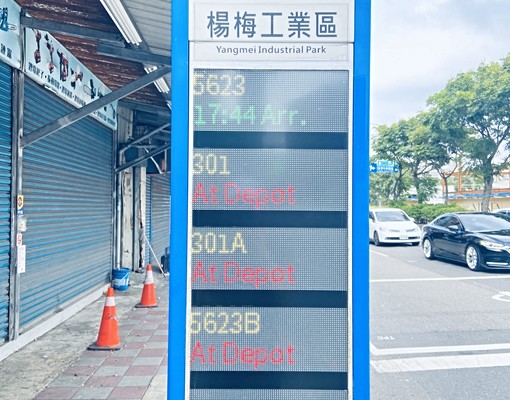 楊梅工業區
Yangmei Industrial Park
5623
17:44 Arr.
301
At Depot
301A
At Depot
5623B
At Depot